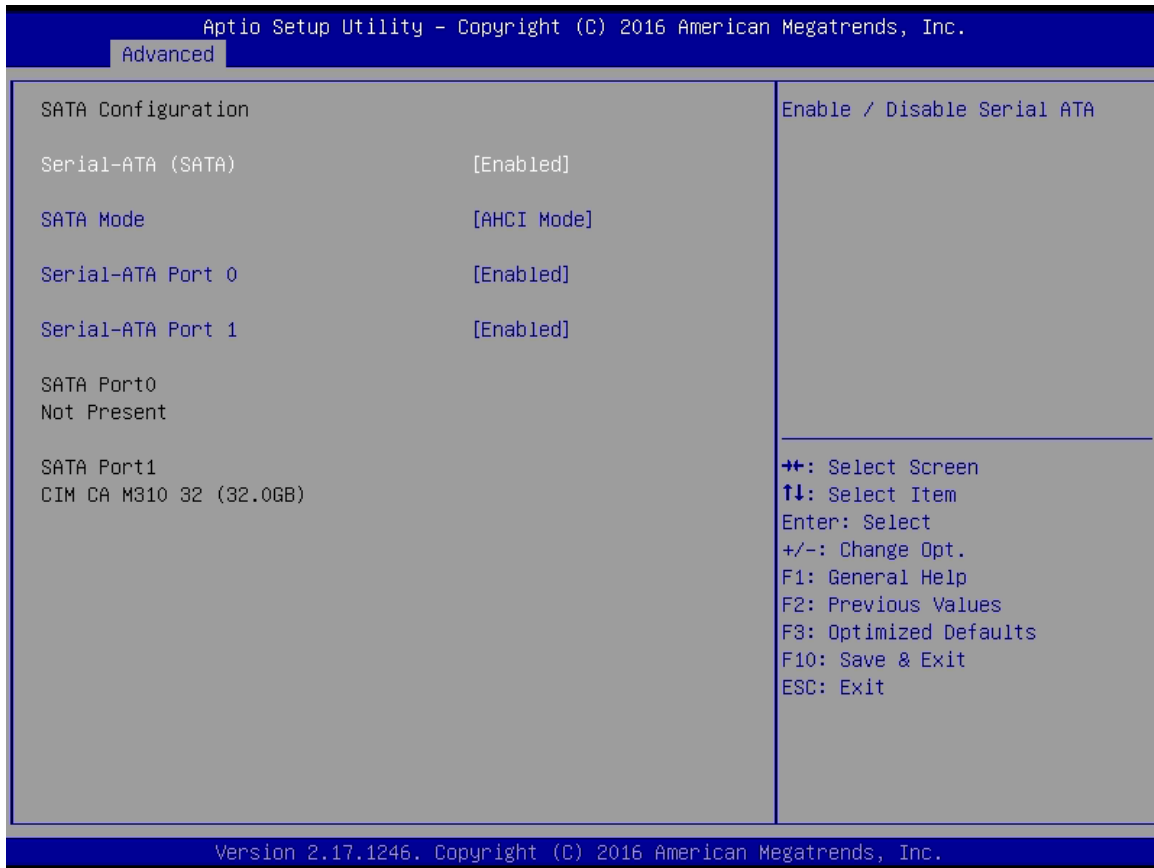 Aptio Setup Utility – Copyright (C) 2016 American Megatrends, Inc.
Advanced
SATA Configuration
Serial-ATA (SATA) [Enabled]
SATA Mode [AHCI Mode]
Serial-ATA Port 0 [Enabled]
Serial-ATA Port 1 [Enabled]
SATA Port0
Not Present
SATA Port1
CIM CA M310 32 (32.0GB)
Enable / Disable Serial ATA
→←: Select Screen
↑↓: Select Item
Enter: Select
+/-: Change Opt.
F1: General Help
F2: Previous Values
F3: Optimized Defaults
F10: Save & Exit
ESC: Exit
Version 2.17.1246. Copyright (C) 2016 American Megatrends, Inc.